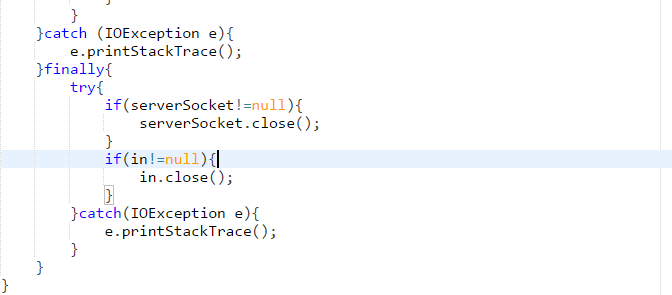 }
}catch (IOException e){
e.printStackTrace();
}finally{
try{
if(serverSocket!=null){
serverSocket.close();
}
if(in!=null){
in.close();
}
}catch(IOException e){
e.printStackTrace();
}
}
}